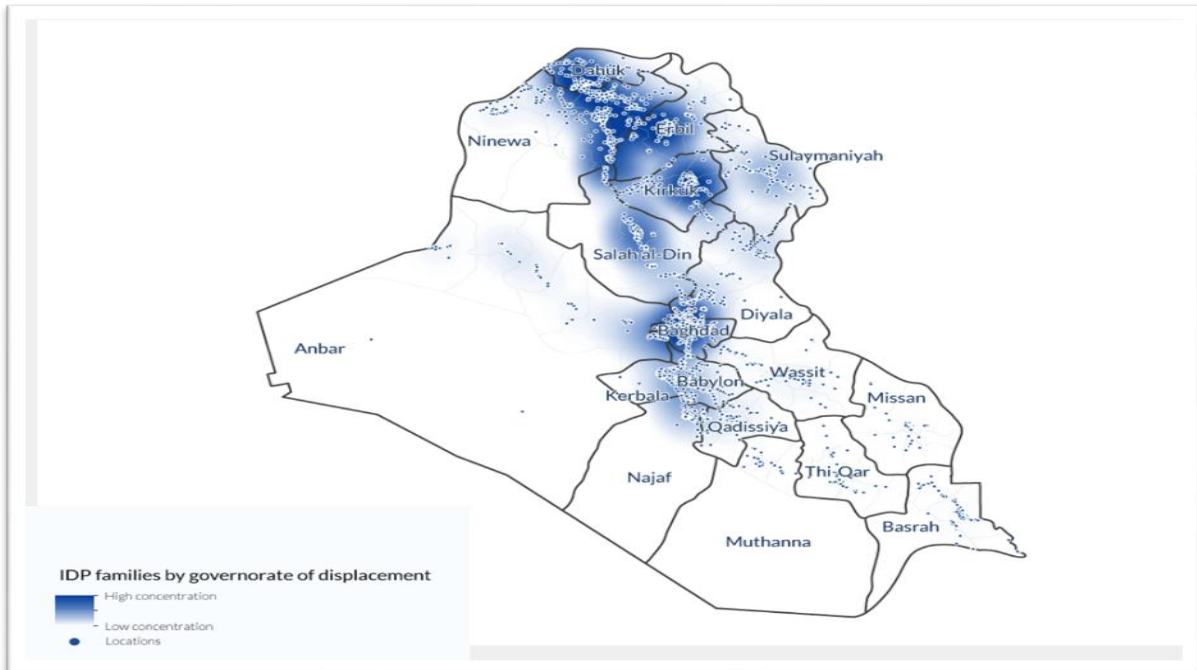 Dahuk
Erbil
Ninewa
Sulaymaniyah
Kirkuk
Salah al-Din
Diyala
Baghdad
Anbar
Wassit
Babylon
Kerbala
Missan
Qadissiya
Thi-Qar
Najaf
Basrah
Muthanna
IDP families by governorate of displacement
High concentration
Low concentration
Locations